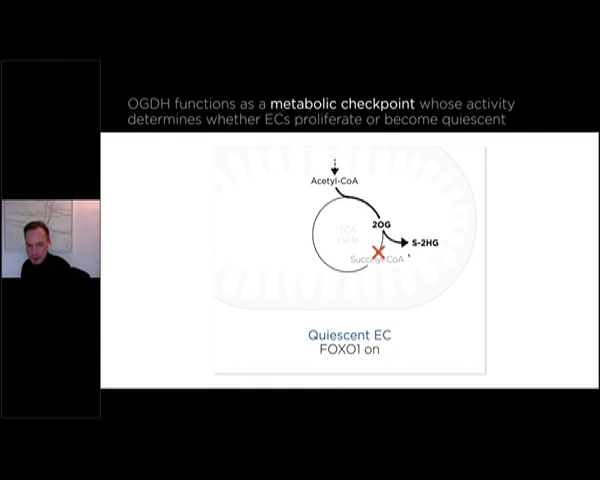 OGDH functions as a metabolic checkpoint whose activity
determines whether ECs proliferate or become quiescent
Acetyl-CoA
2OG
TCA
cycle
S-2HG
Succinyl-CoA
Quiescent EC
FOXO1 on